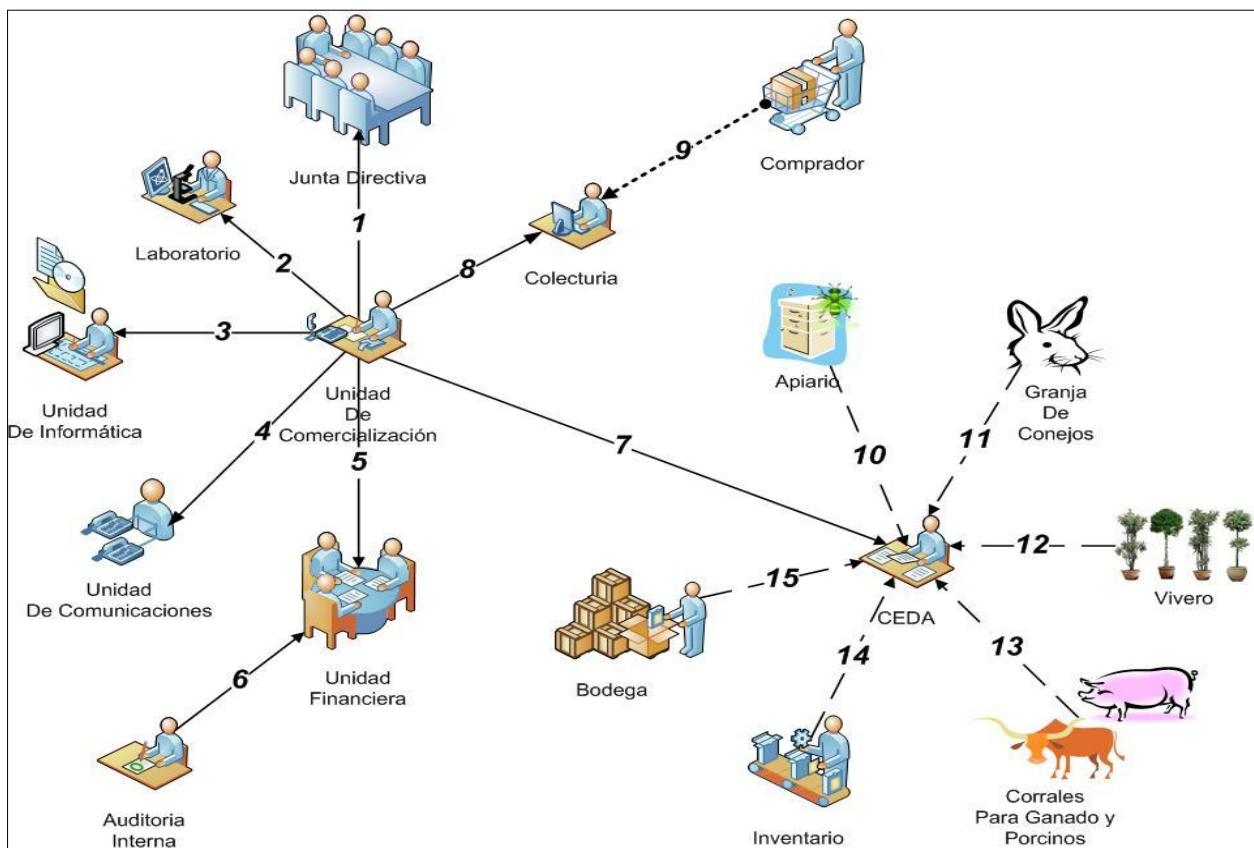 Junta Directiva
Comprador
Laboratorio
Colecturia
1
2
3
4
5
6
7
8
9
Unidad
De Informática
Unidad
De
Comercialización
Apiario
Granja
De
Conejos
10
11
12
13
14
15
Unidad
De Comunicaciones
Unidad
Financiera
CEDA
Vivero
Bodega
Auditoria
Interna
Inventario
Corrales
Para Ganado y
Porcinos